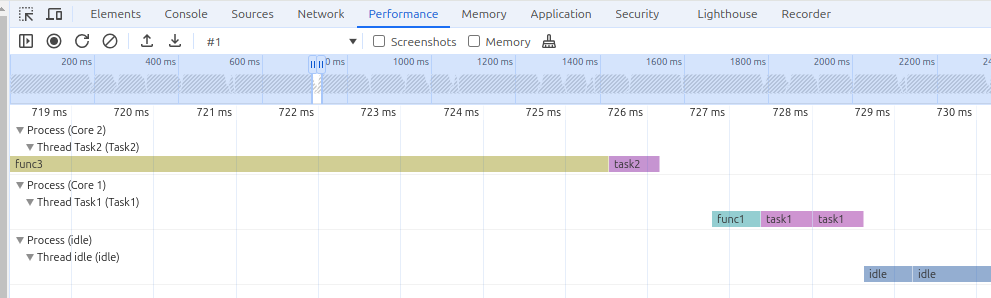 Elements Console Sources Network Performance Memory Application Security Lighthouse Recorder
#1 Screenshots Memory
200 ms 400 ms 600 ms 0 ms 1000 ms 1200 ms 1400 ms 1600 ms 1800 ms 2000 ms 2200 ms 24
719 ms 720 ms 721 ms 722 ms 723 ms 724 ms 725 ms 726 ms 727 ms 728 ms 729 ms 730 ms
Process (Core 2)
Thread Task2 (Task2)
func3 task2
Process (Core 1)
Thread Task1 (Task1)
func1 task1 task1
Process (idle)
Thread idle (idle)
idle idle